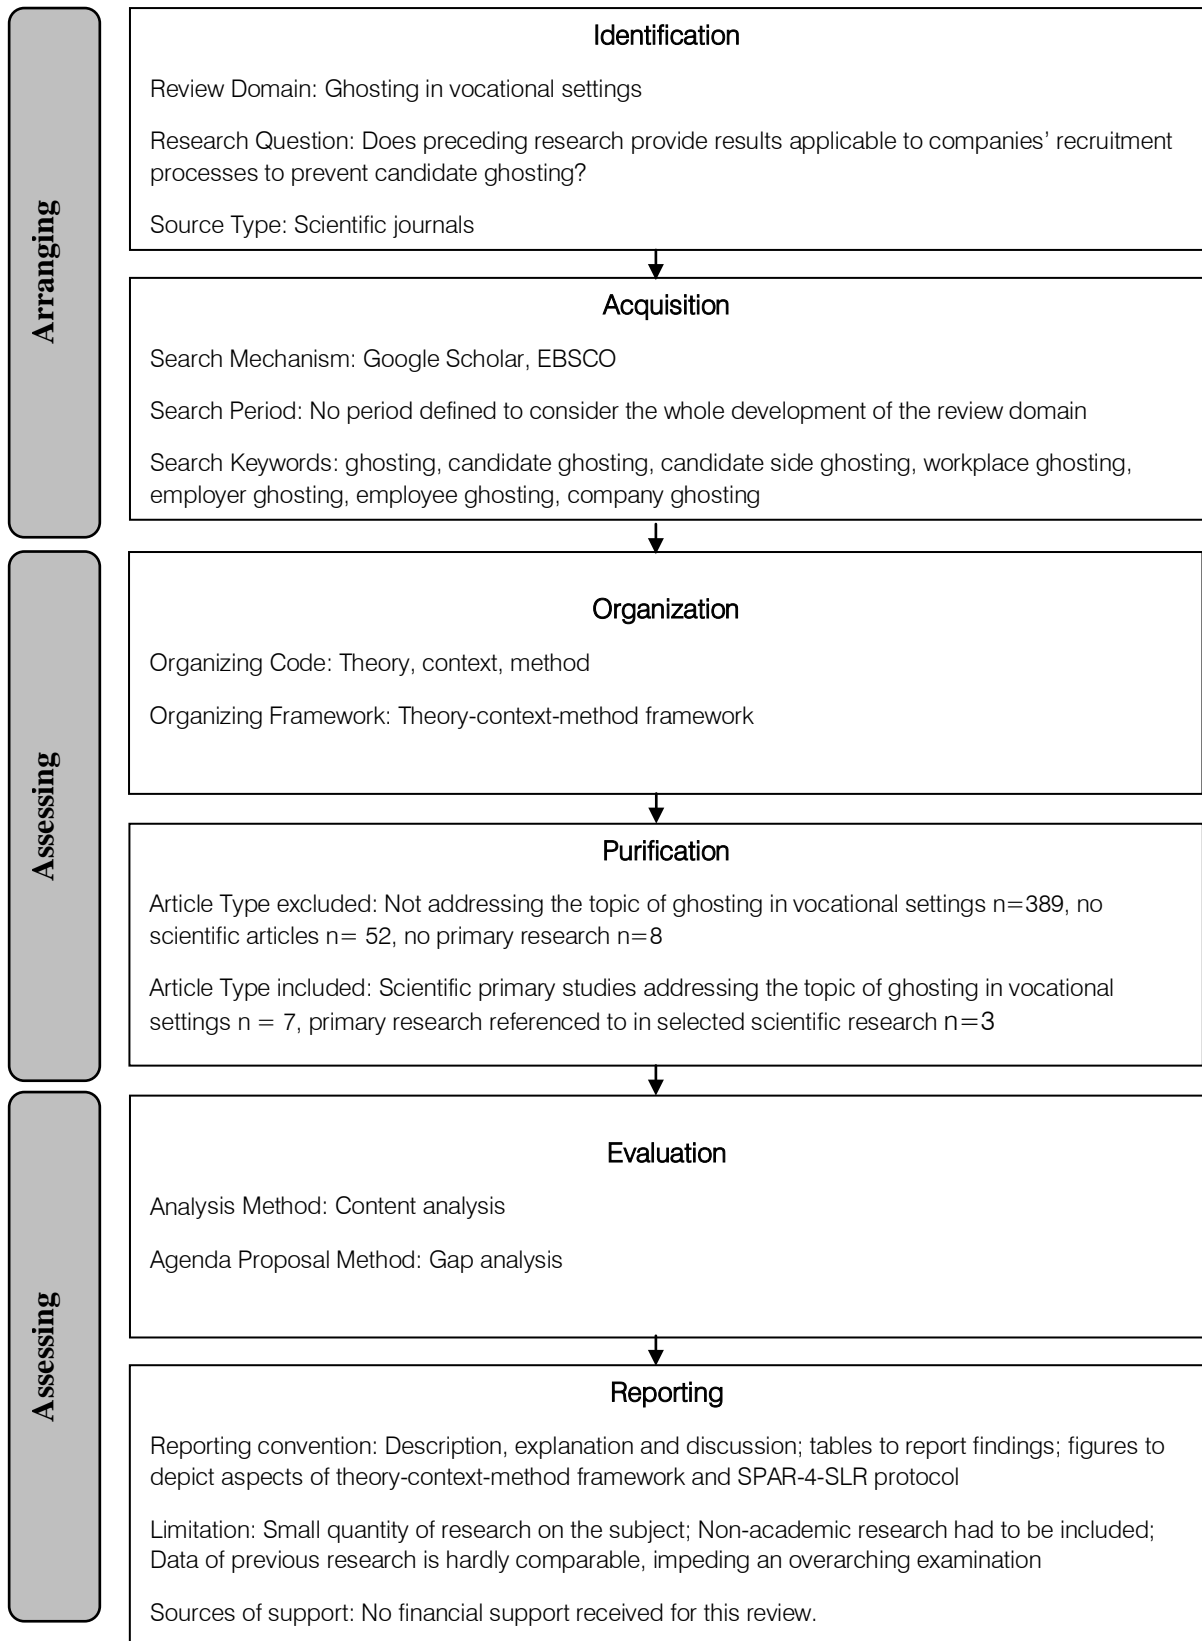 Arranging
Identification
Review Domain: Ghosting in vocational settings
Research Question: Does preceding research provide results applicable to companies’ recruitment
processes to prevent candidate ghosting?
Source Type: Scientific journals
Acquisition
Search Mechanism: Google Scholar, EBSCO
Search Period: No period defined to consider the whole development of the review domain
Search Keywords: ghosting, candidate ghosting, candidate side ghosting, workplace ghosting,
employer ghosting, employee ghosting, company ghosting
Assessing
Organization
Organizing Code: Theory, context, method
Organizing Framework: Theory-context-method framework
Purification
Article Type excluded: Not addressing the topic of ghosting in vocational settings n=389, no
scientific articles n= 52, no primary research n=8
Article Type included: Scientific primary studies addressing the topic of ghosting in vocational
settings n = 7, primary research referenced to in selected scientific research n=3
Assessing
Evaluation
Analysis Method: Content analysis
Agenda Proposal Method: Gap analysis
Reporting
Reporting convention: Description, explanation and discussion; tables to report findings; figures to
depict aspects of theory-context-method framework and SPAR-4-SLR protocol
Limitation: Small quantity of research on the subject; Non-academic research had to be included;
Data of previous research is hardly comparable, impeding an overarching examination
Sources of support: No financial support received for this review.